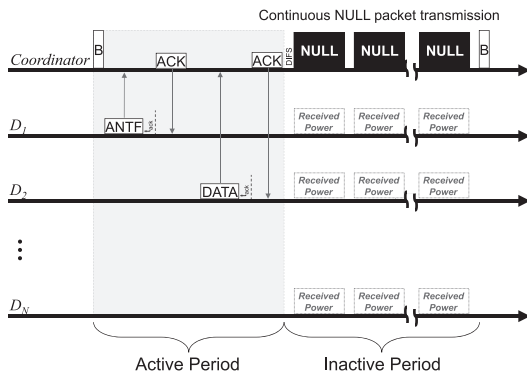 Continuous NULL packet transmission
Coordinator
B
ACK
ACK
DIFS
NULL
NULL
NULL
B
D1
ANTF
tack
Received Power
Received Power
Received Power
D2
DATA
tack
Received Power
Received Power
Received Power
DN
Received Power
Received Power
Received Power
Active Period
Inactive Period